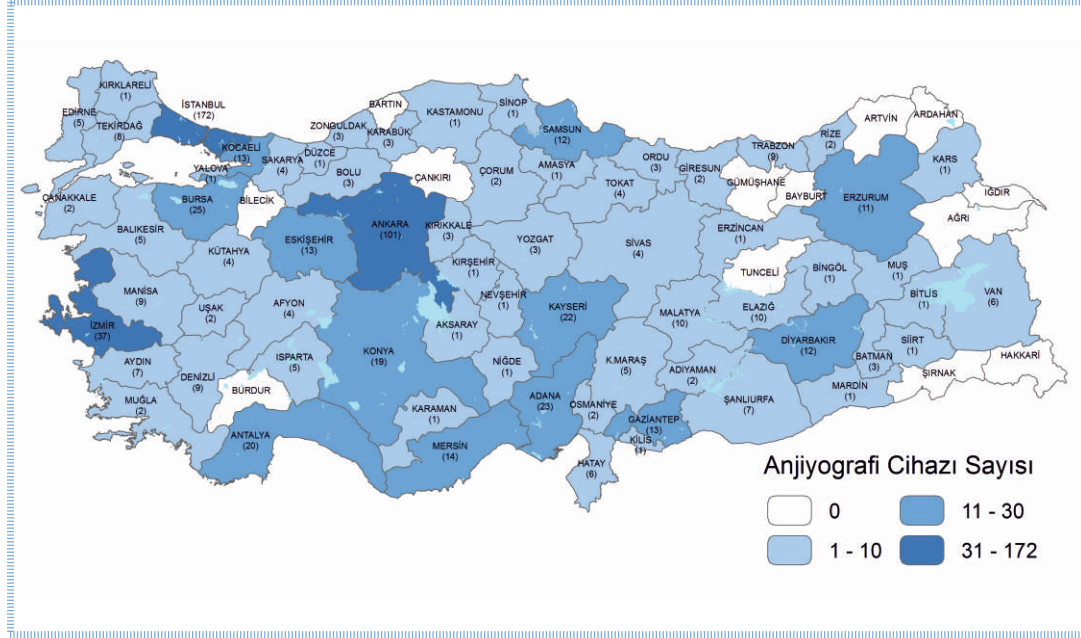 KIRKLARELİ
(1)
EDİRNE
(5)
TEKİRDAĞ
(8)
İSTANBUL
(172)
KOCAELİ
(13)
YALOVA
(1)
SAKARYA
(4)
DÜZCE
(1)
ZONGULDAK
(3)
BARTIN
KARABÜK
(3)
KASTAMONU
(1)
SİNOP
(1)
SAMSUN
(12)
BOLU
(3)
ÇANKIRI
ÇORUM
(2)
AMASYA
(1)
TOKAT
(4)
ORDU
(3)
GİRESUN
(2)
TRABZON
(9)
GÜMÜŞHANE
BAYBURT
RİZE
(2)
ARTVİN
ARDAHAN
KARS
(1)
IĞDIR
AĞRI
ERZURUM
(11)
ERZİNCAN
(1)
ÇANAKKALE
(2)
BALIKESİR
(5)
BURSA
(25)
BİLECİK
KÜTAHYA
(4)
ESKİŞEHİR
(13)
ANKARA
(101)
KIRIKKALE
(3)
KIRŞEHİR
(1)
YOZGAT
(3)
SİVAS
(4)
TUNCELİ
BİNGÖL
(1)
MUŞ
(1)
BİTLİS
(1)
VAN
(6)
MANİSA
(9)
İZMİR
(37)
UŞAK
(2)
AFYON
(4)
AKSARAY
(1)
NEVŞEHİR
(1)
KAYSERİ
(22)
MALATYA
(10)
ELAZIĞ
(10)
DİYARBAKIR
(12)
BATMAN
(3)
SİİRT
(1)
ŞIRNAK
HAKKARİ
AYDIN
(7)
DENİZLİ
(9)
MUĞLA
(2)
BURDUR
ISPARTA
(5)
KONYA
(19)
NİĞDE
(1)
KARAMAN
(1)
ANTALYA
(20)
MERSİN
(14)
ADANA
(23)
K.MARAŞ
(5)
OSMANİYE
(2)
ADIYAMAN
(2)
GAZİANTEP
(13)
KİLİS
(1)
HATAY
(6)
ŞANLIURFA
(7)
MARDİN
(1)
Anjiyografi Cihazı Sayısı
0
11 - 30
1 - 10
31 - 172